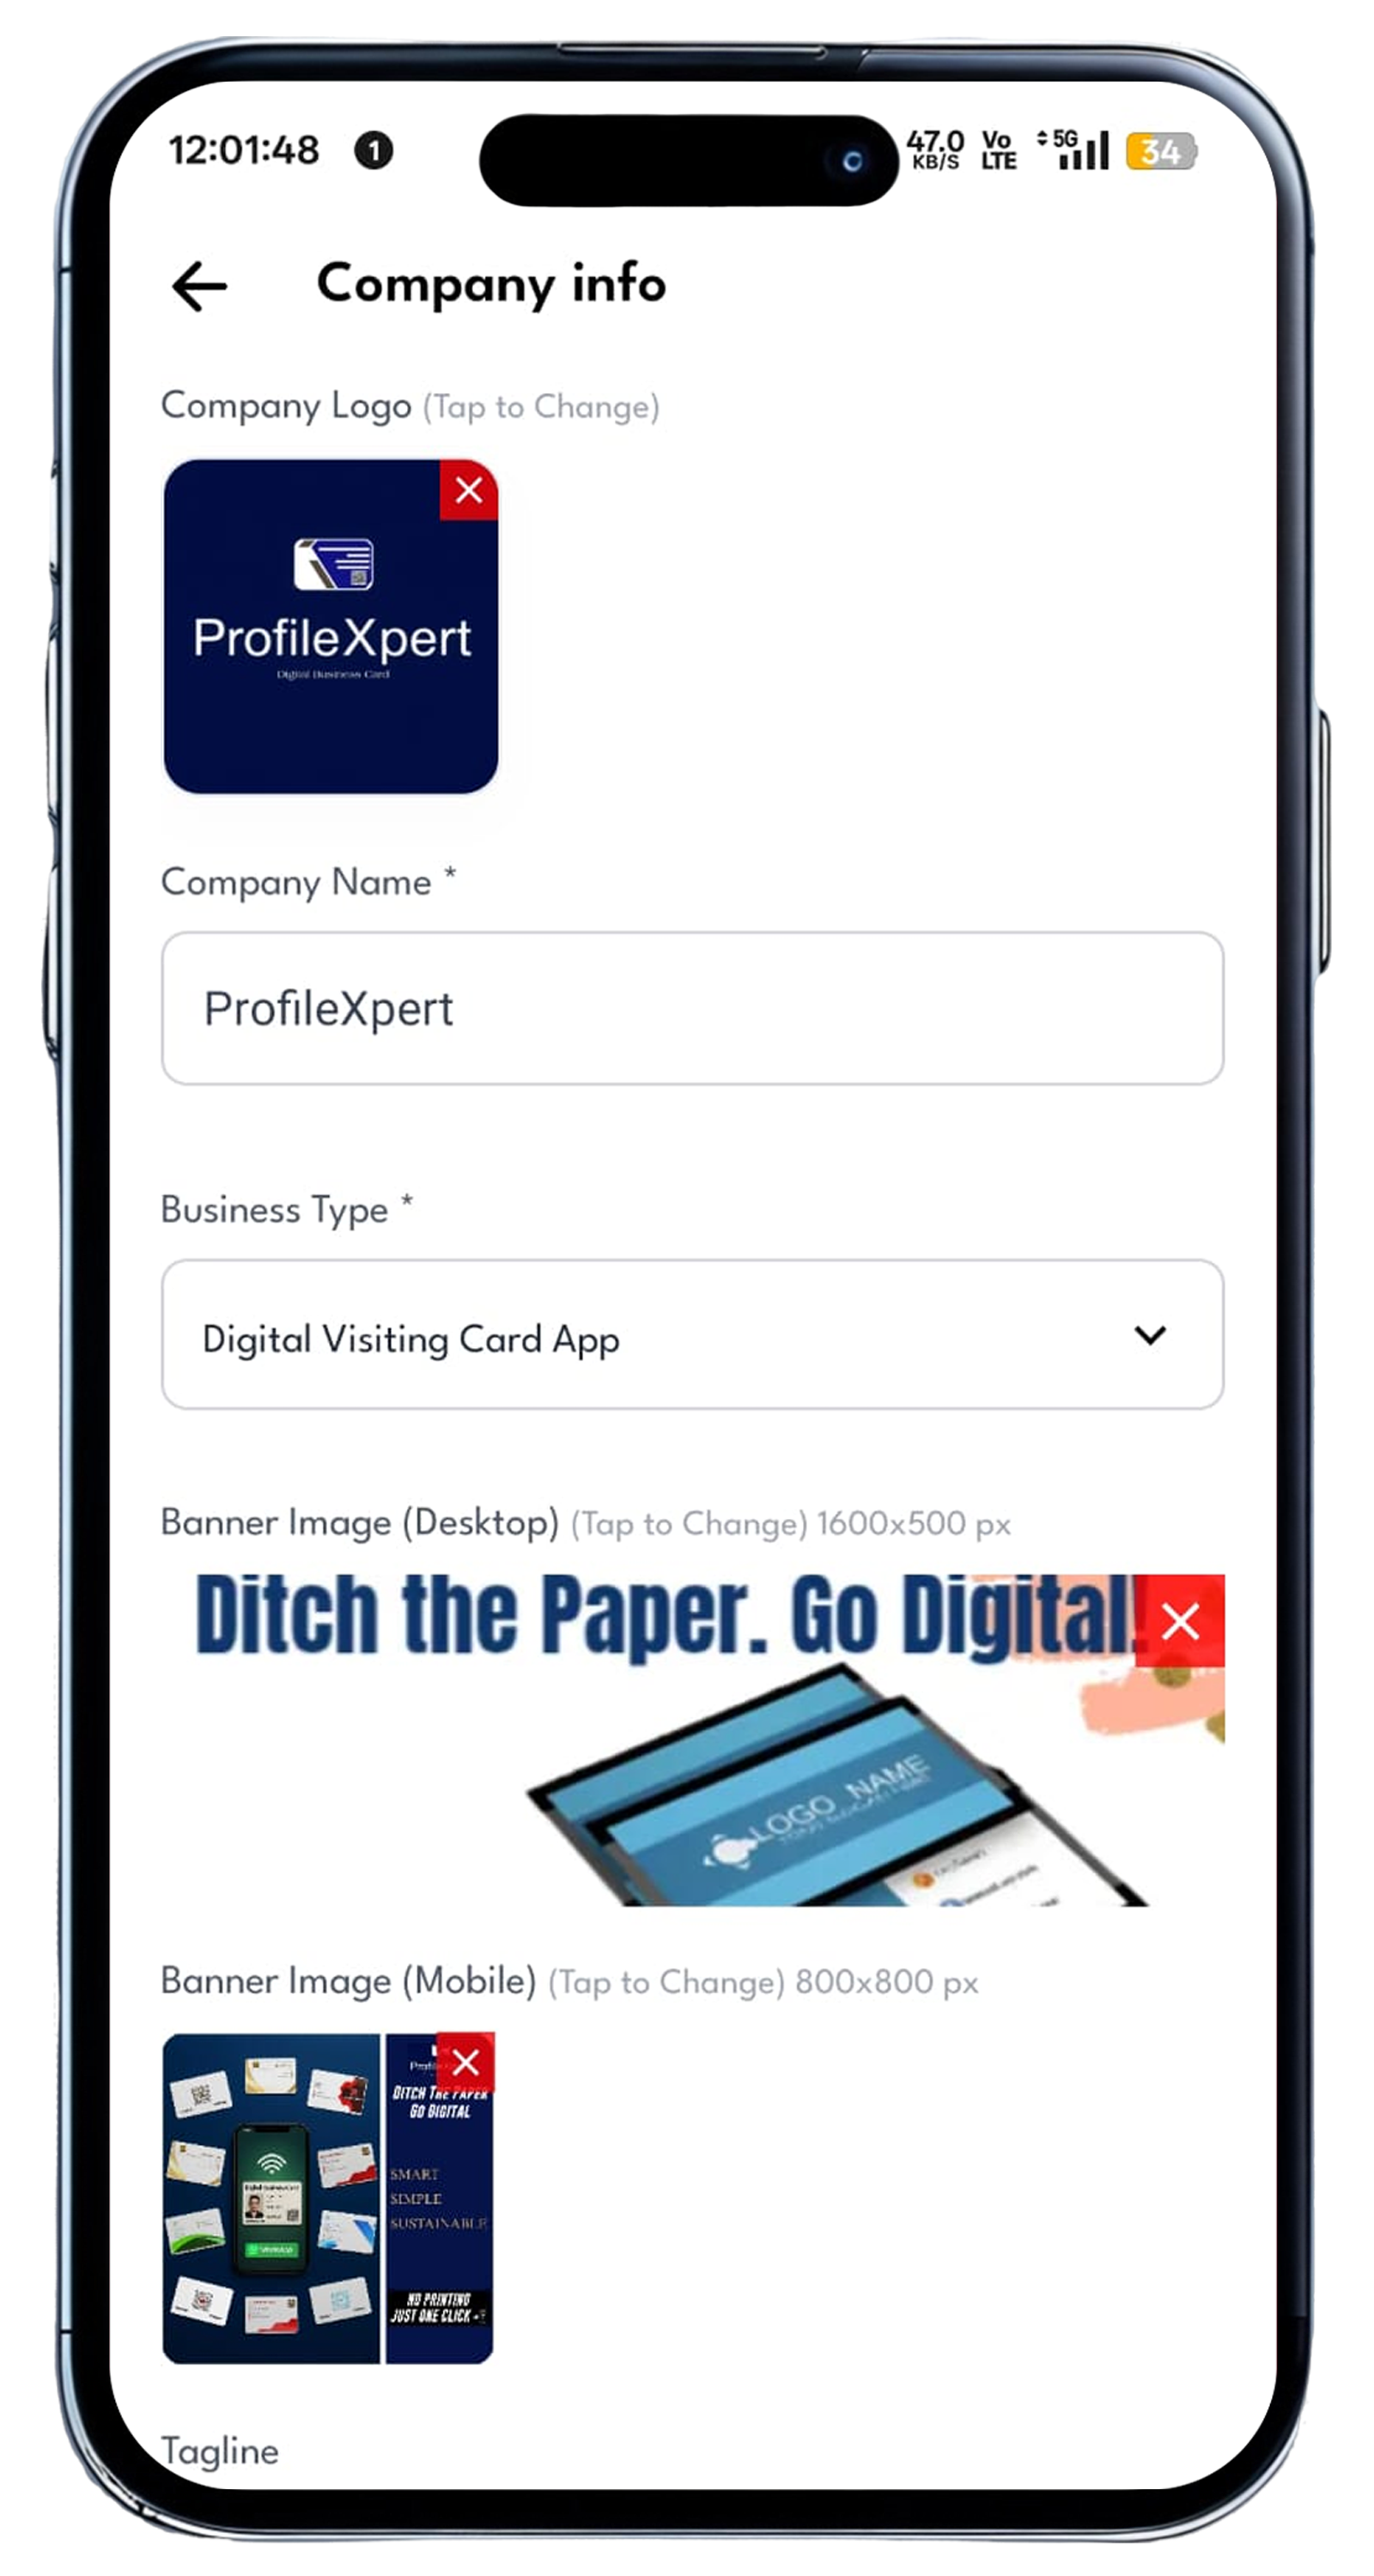 12:01:48 1 47.0 KB/S Vo LTE 5G 34
Company info
Company Logo (Tap to Change)
ProfileXpert
Digital Business Card
Company Name *
ProfileXpert
Business Type *
Digital Visiting Card App
Banner Image (Desktop) (Tap to Change) 1600x500 px
Ditch the Paper. Go Digital!
LOGO NAME
Banner Image (Mobile) (Tap to Change) 800x800 px
DITCH THE PAPER
GO DIGITAL
SMART
SIMPLE
SUSTAINABLE
NO PRINTING
JUST ONE CLICK
Tagline